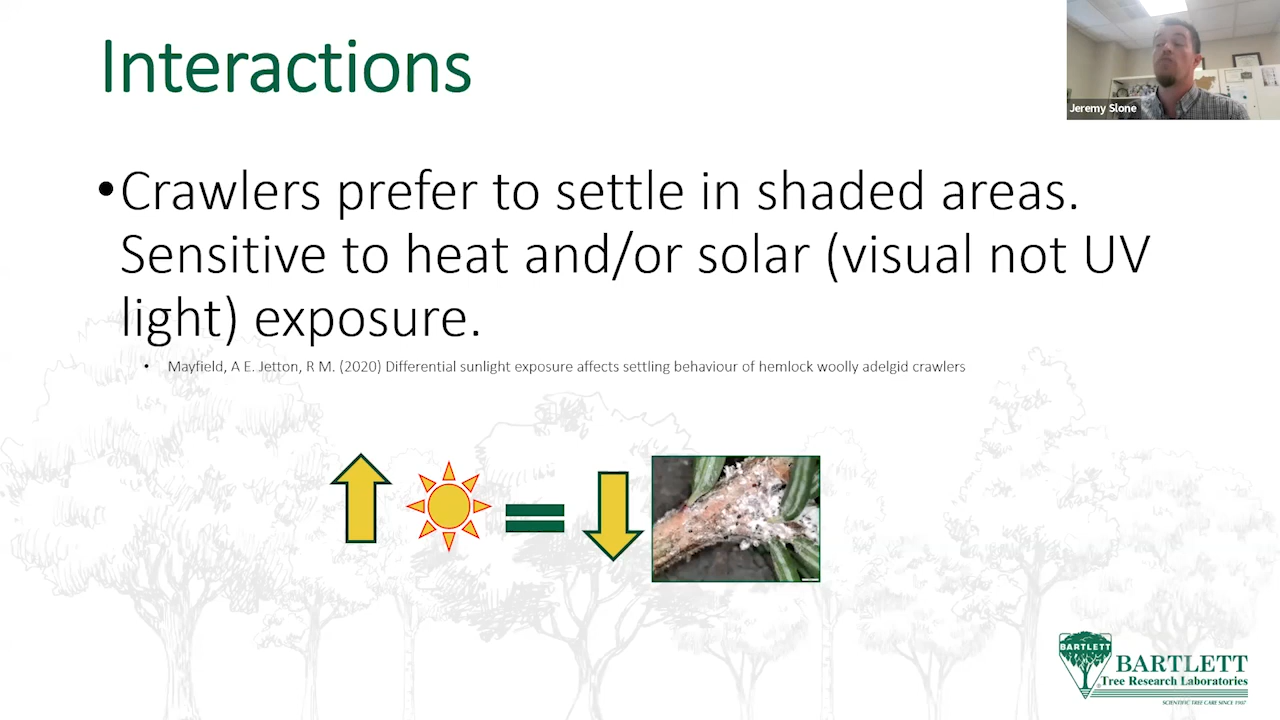 Interactions
Jeremy Slone
•Crawlers prefer to settle in shaded areas.
Sensitive to heat and/or solar (visual not UV
light) exposure.
• Mayfield, A E. Jetton, R M. (2020) Differential sunlight exposure affects settling behaviour of hemlock woolly adelgid crawlers
BARTLETT
BARTLETT
Tree Research Laboratories
SCIENTIFIC TREE CARE SINCE 1907